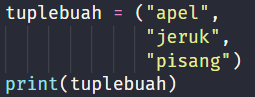 tuplebuah = ("apel",
             "jeruk",
             "pisang")
print(tuplebuah)